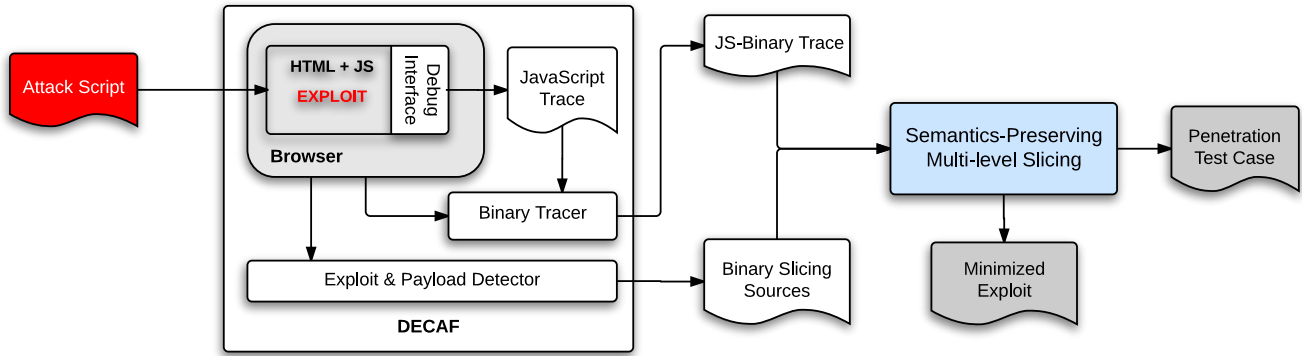 Attack Script
HTML + JS
EXPLOIT
Debug
Interface
Browser
JavaScript
Trace
Binary Tracer
Exploit & Payload Detector
DECAF
JS-Binary Trace
Binary Slicing
Sources
Semantics-Preserving
Multi-level Slicing
Penetration
Test Case
Minimized
Exploit